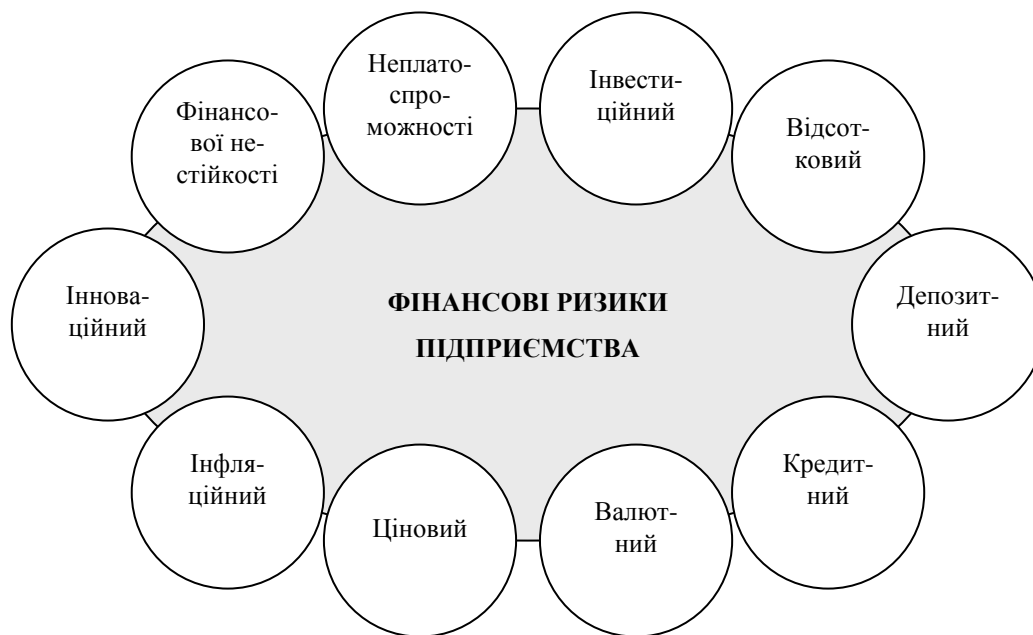 Неплато-
спро-
можності
Інвести-
ційний
Фінансо-
вої не-
стійкості
Відсот-
ковий
Іннова-
ційний
ФІНАНСОВІ РИЗИКИ
ПІДПРИЄМСТВА
Депозит-
ний
Інфля-
ційний
Ціновий
Валют-
ний
Кредит-
ний